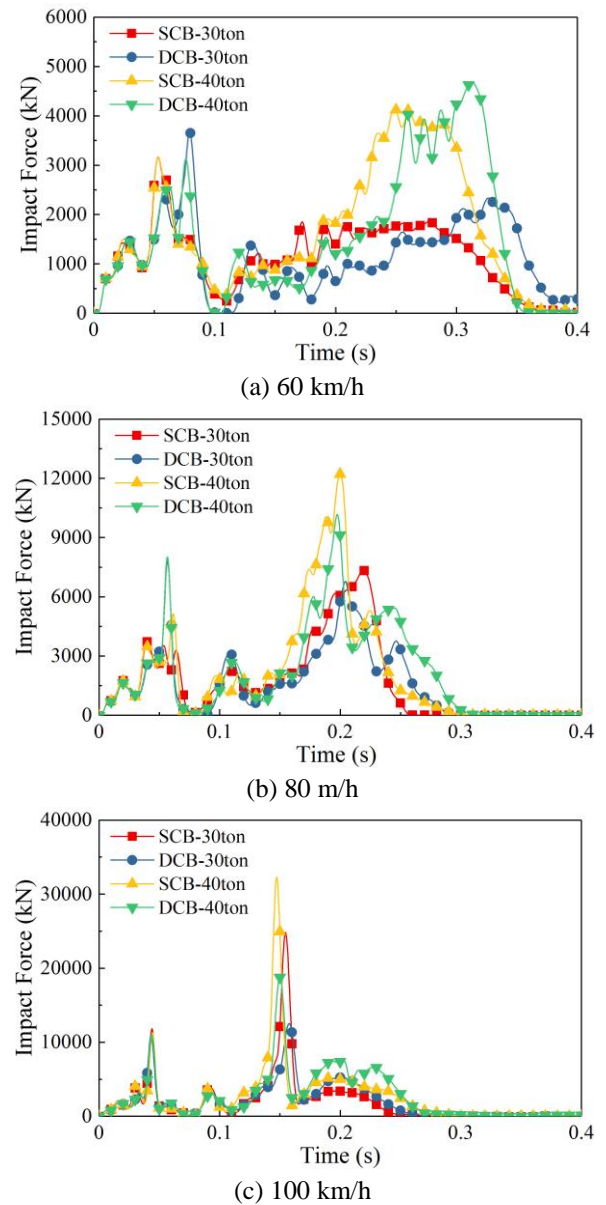 SCB-30ton
DCB-30ton
SCB-40ton
DCB-40ton
6000
5000
4000
3000
2000
1000
0
Impact Force (kN)
0 0.1 0.2 0.3 0.4
Time (s)
(a) 60 km/h
SCB-30ton
DCB-30ton
SCB-40ton
DCB-40ton
15000
12000
9000
6000
3000
0
Impact Force (kN)
0 0.1 0.2 0.3 0.4
Time (s)
(b) 80 m/h
SCB-30ton
DCB-30ton
SCB-40ton
DCB-40ton
40000
30000
20000
10000
0
Impact Force (kN)
0 0.1 0.2 0.3 0.4
Time (s)
(c) 100 km/h